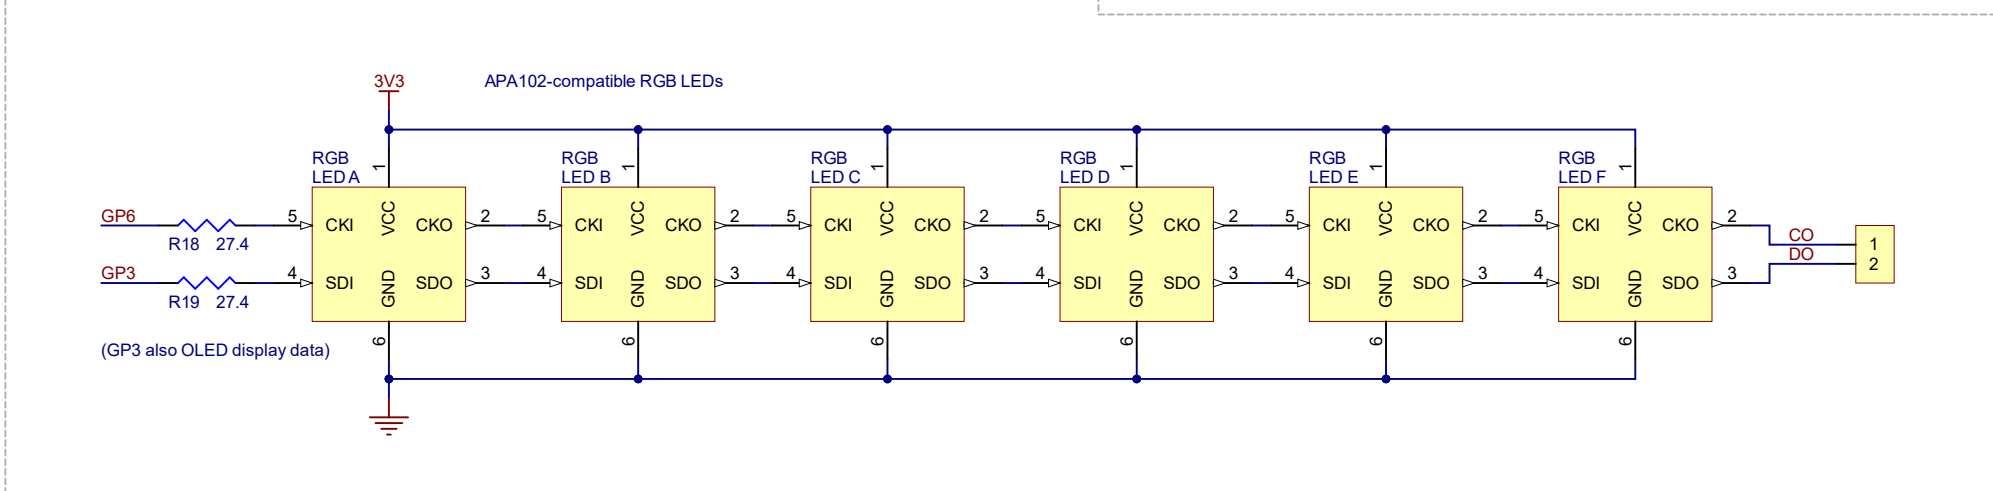 3V3 APA102-compatible RGB LEDs
RGB RGB RGB RGB RGB RGB
LED A LED B LED C LED D LED E LED F
1 1 1 1 1 1
GP6 5 CKI VCC CKO 2 5 CKI VCC CKO 2 5 CKI VCC CKO 2 5 CKI VCC CKO 2 5 CKI VCC CKO 2 5 CKI VCC CKO 2
R18 27.4 CO 1
GP3 4 SDI GND SDO 3 4 SDI GND SDO 3 4 SDI GND SDO 3 4 SDI GND SDO 3 4 SDI GND SDO 3 4 SDI GND SDO 3 DO 2
R19 27.4
6 6 6 6 6 6
(GP3 also OLED display data)